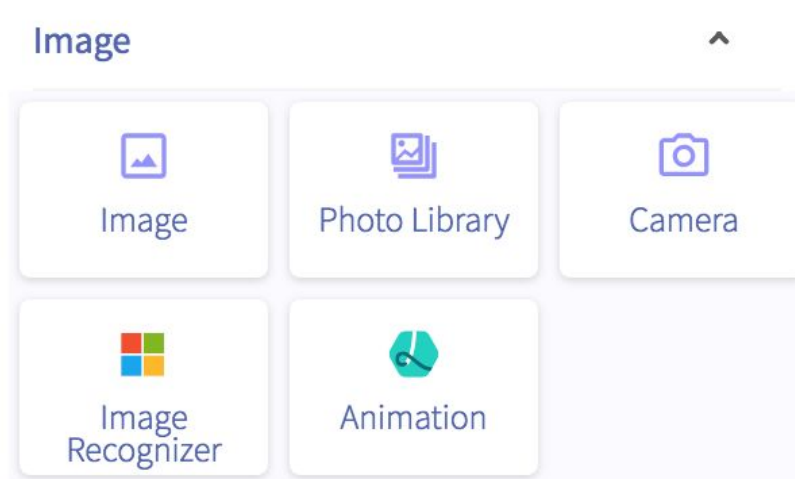 Image
Image
Photo Library
Camera
Image
Recognizer
Animation